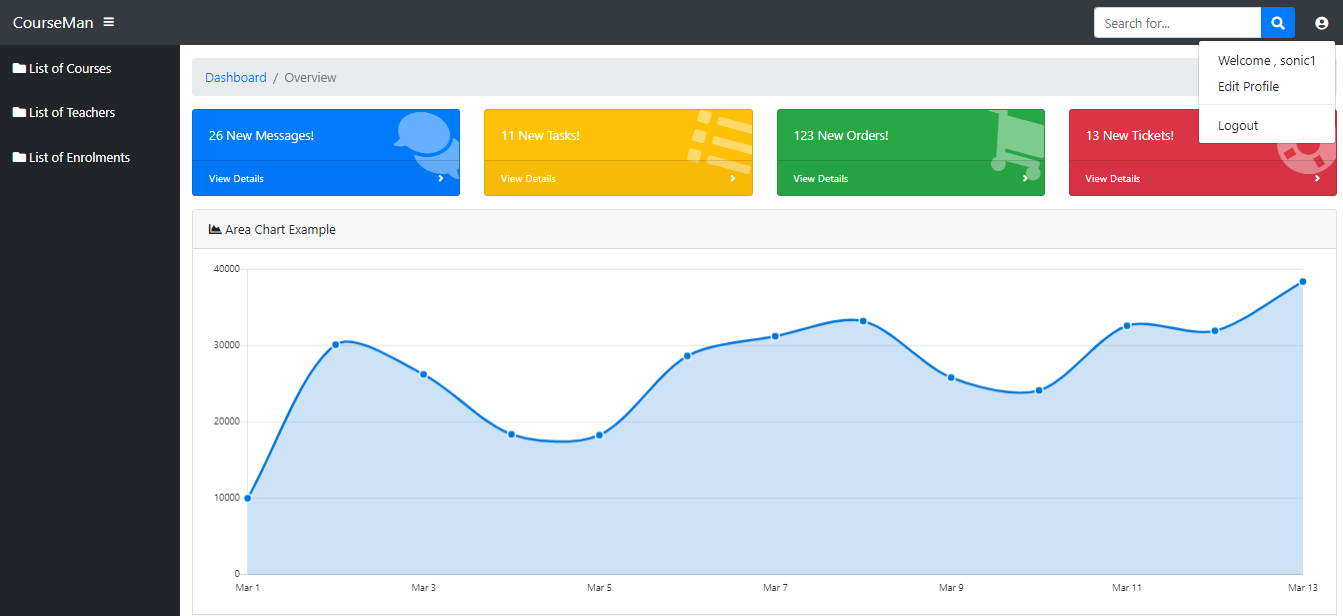 CourseMan
Search for...
Welcome , sonic1
Edit Profile
Logout
List of Courses
List of Teachers
List of Enrolments
Dashboard / Overview
26 New Messages!
View Details
11 New Tasks!
View Details
123 New Orders!
View Details
13 New Tickets!
View Details
Area Chart Example
40000
30000
20000
10000
0
Mar 1 Mar 3 Mar 5 Mar 7 Mar 9 Mar 11 Mar 13